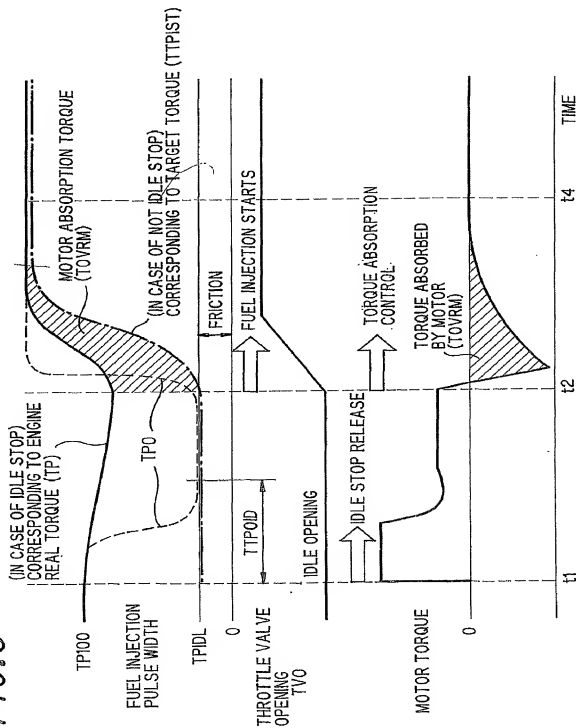 (IN CASE OF IDLE STOP)
CORRESPONDING TO ENGINE
REAL TORQUE (TP)
MOTOR ABSORPTION TORQUE
(TOVRM)
(IN CASE OF NOT IDLE STOP)
CORRESPONDING TO TARGET TORQUE (TTPIST)
TP100
FUEL INJECTION
PULSE WIDTH
TPIDL
0
TPO
TTPOID
FRICTION
FUEL INJECTION STARTS
THROTTLE VALVE
OPENING
TVO
IDLE OPENING
IDLE STOP RELEASE
TORQUE ABSORPTION
CONTROL
MOTOR TORQUE
0
TORQUE ABSORBED
BY MOTOR
(TOVRM)
t1
t2
t4
TIME